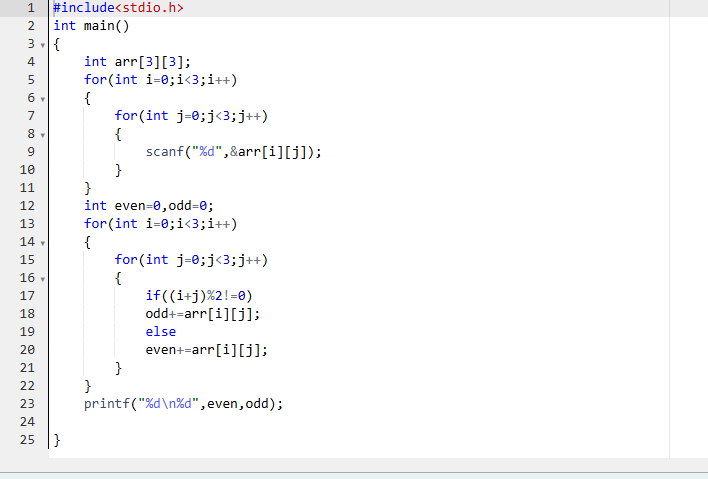 1 #include<stdio.h>
2 int main()
3 {
4     int arr[3][3];
5     for(int i=0;i<3;i++)
6     {
7         for(int j=0;j<3;j++)
8         {
9             scanf("%d",&arr[i][j]);
10         }
11     }
12     int even=0,odd=0;
13     for(int i=0;i<3;i++)
14     {
15         for(int j=0;j<3;j++)
16         {
17             if((i+j)%2!=0)
18             odd+=arr[i][j];
19             else
20             even+=arr[i][j];
21         }
22     }
23     printf("%d\n%d",even,odd);
24
25 }